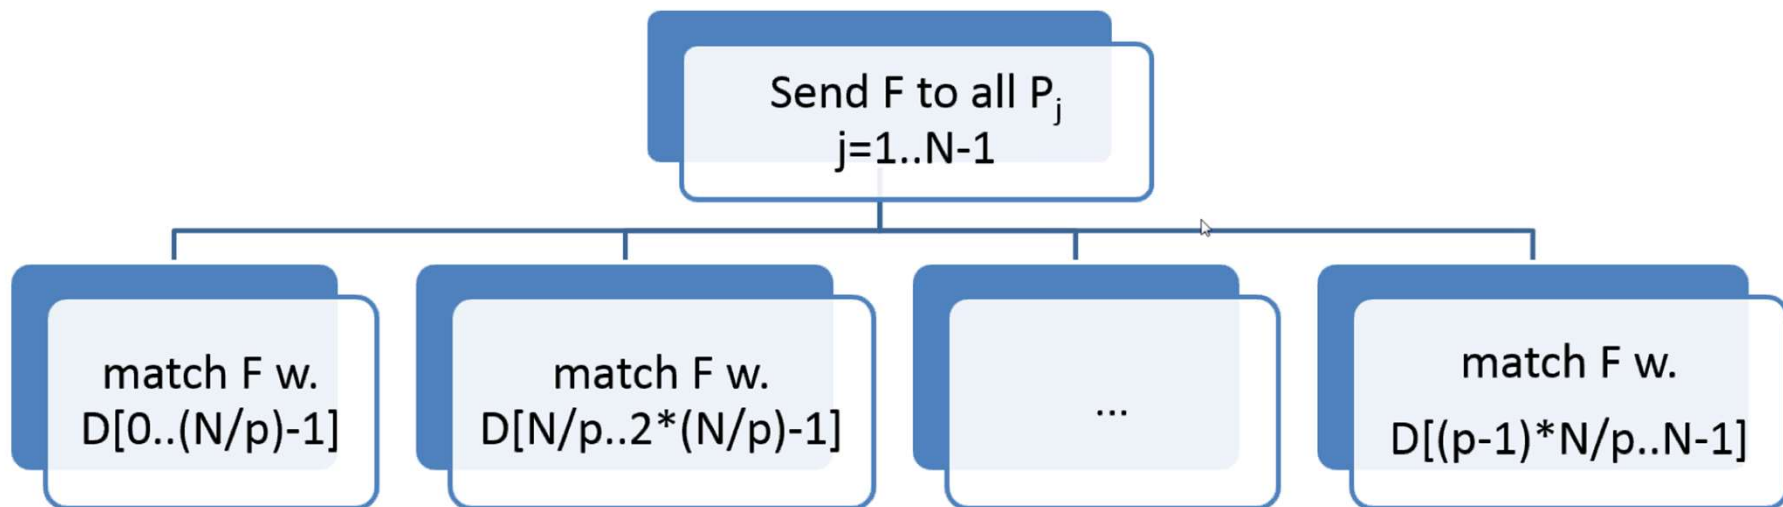 Send F to all Pj
j=1..N-1
match F w.
D[0..(N/p)-1]
match F w.
D[N/p..2*(N/p)-1]
...
match F w.
D[(p-1)*N/p..N-1]